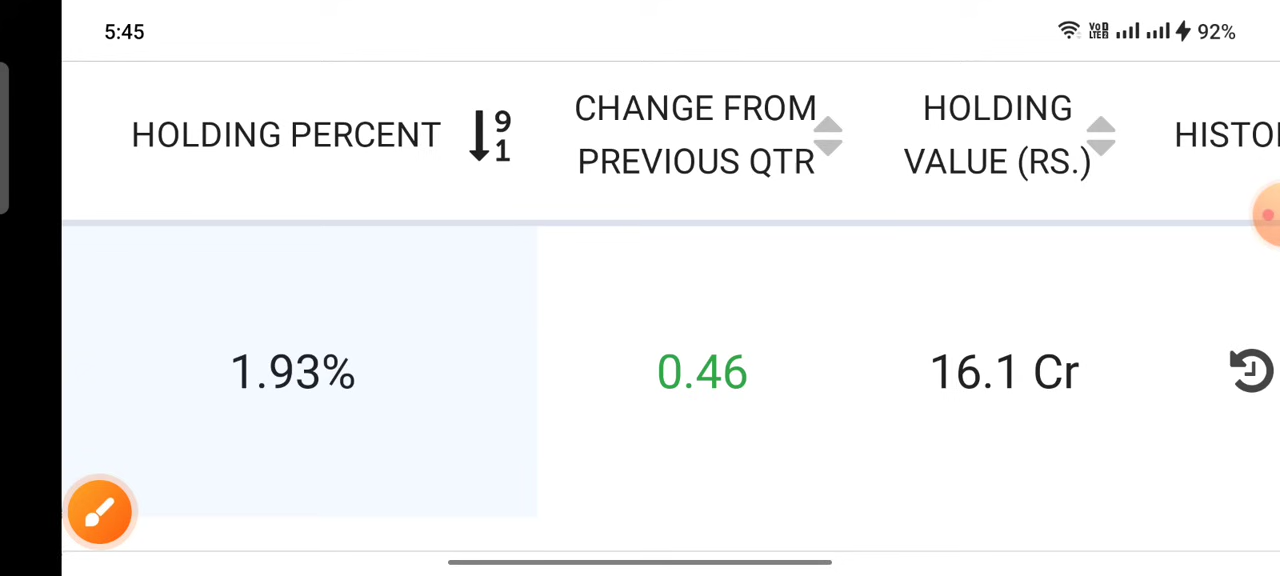 5:45
92%
HOLDING PERCENT
9
1
CHANGE FROM
PREVIOUS QTR
HOLDING
VALUE (RS.)
HISTO
1.93%
0.46
16.1 Cr